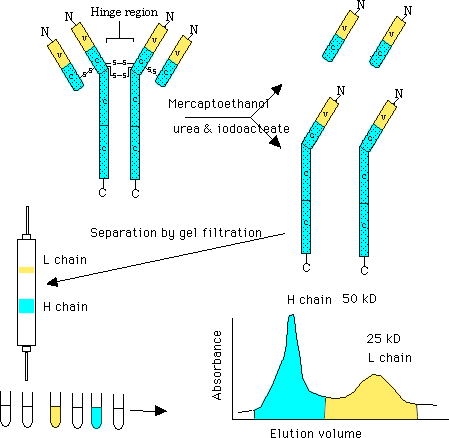 Hinge region
N N N N
V V V V
C C C C
S S
S—S
S—S
S S
C C
C C
C C
C C
Mercaptoethanol
urea & iodoacteate
N N
V V
C C
N N
V V
C C
C C
C C
C C
Separation by gel filtration
L chain
H chain
H chain 50 kD
25 kD
L chain
Absorbance
Elution volume